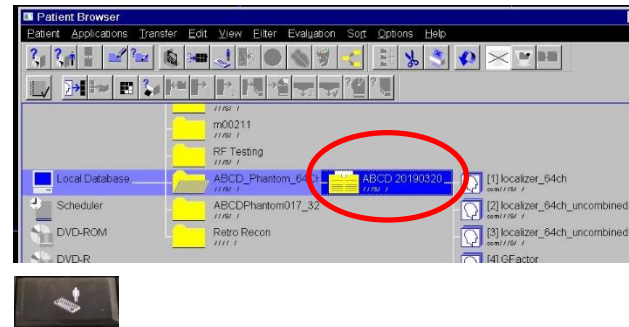 Patient Browser
Patient Applications Transfer Edit View Filter Evaluation Sort Options Help
m00211
RF Testing
Local Database
ABCD_Phantom_64Ch
ABCD 20190320
[1] localizer_64ch
Scheduler
ABCDPhantom017_32
[2] localizer_64ch_uncombined
DVD-ROM
Retro Recon
[3] localizer_64ch_uncombined
DVD-R
[4] GFactor